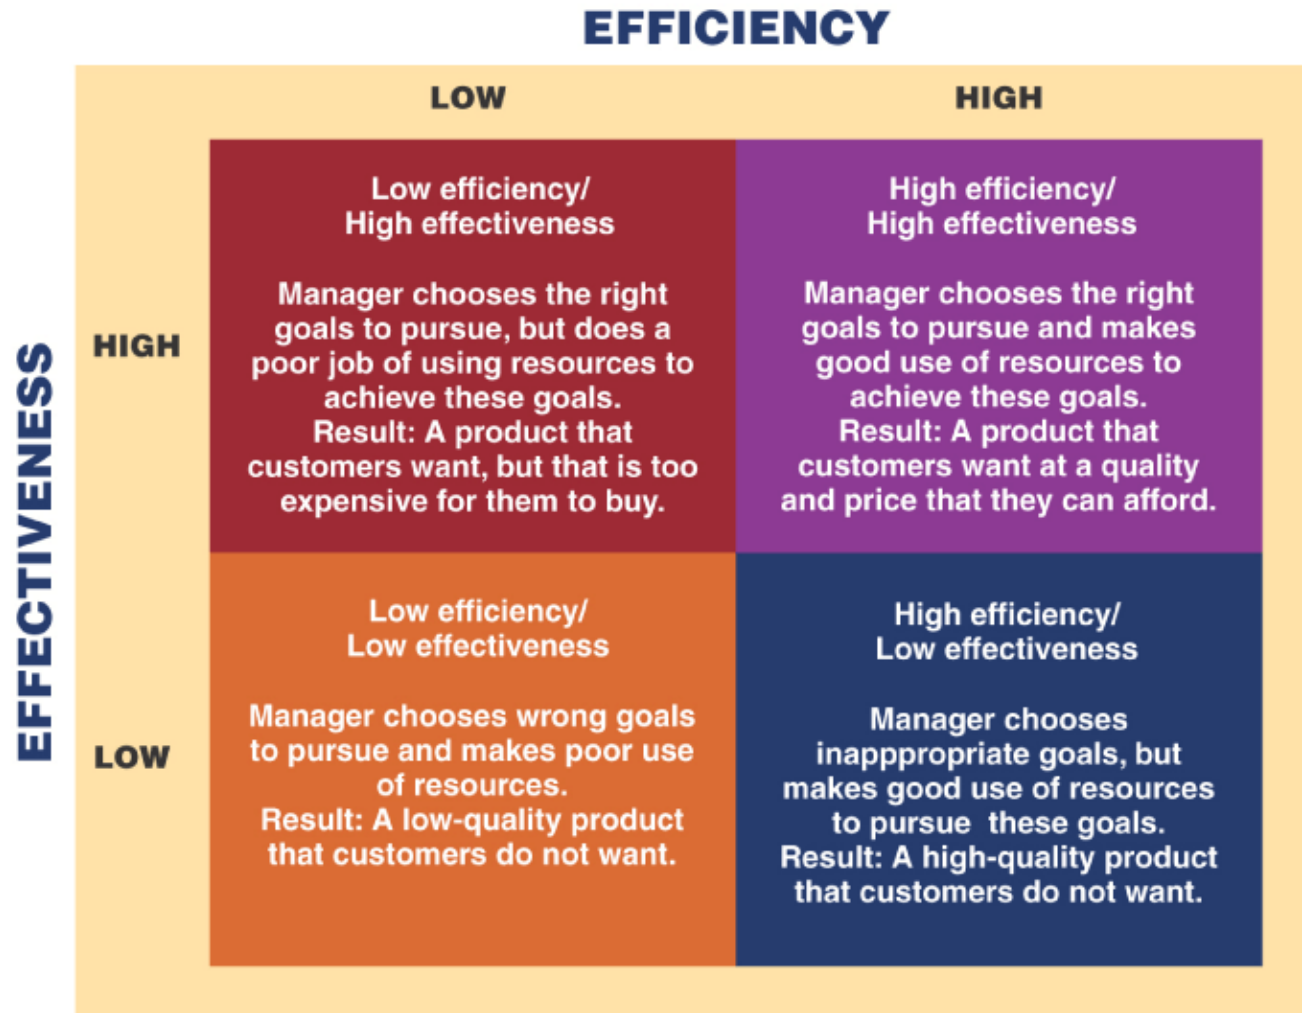 EFFICIENCY
LOW
HIGH
EFFECTIVENESS
HIGH
Low efficiency/
High effectiveness
Manager chooses the right
goals to pursue, but does a
poor job of using resources to
achieve these goals.
Result: A product that
customers want, but that is too
expensive for them to buy.
High efficiency/
High effectiveness
Manager chooses the right
goals to pursue and makes
good use of resources to
achieve these goals.
Result: A product that
customers want at a quality
and price that they can afford.
LOW
Low efficiency/
Low effectiveness
Manager chooses wrong goals
to pursue and makes poor use
of resources.
Result: A low-quality product
that customers do not want.
High efficiency/
Low effectiveness
Manager chooses
inapppropriate goals, but
makes good use of resources
to pursue these goals.
Result: A high-quality product
that customers do not want.